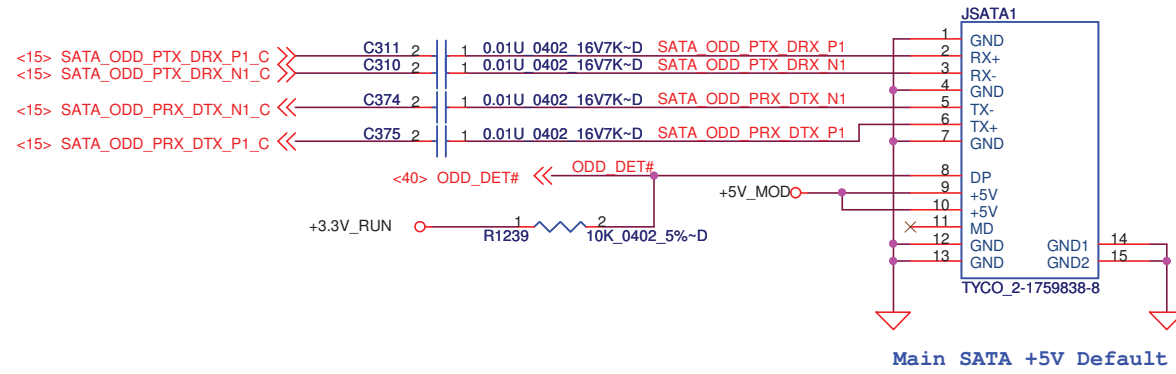 JSATA1
<15> SATA_ODD_PTX_DRX_P1_C C311 2 1 0.01U_0402_16V7K~D SATA_ODD_PTX_DRX_P1
<15> SATA_ODD_PTX_DRX_N1_C C310 2 1 0.01U_0402_16V7K~D SATA_ODD_PTX_DRX_N1
<15> SATA_ODD_PRX_DTX_N1_C C374 2 1 0.01U_0402_16V7K~D SATA_ODD_PRX_DTX_N1
<15> SATA_ODD_PRX_DTX_P1_C C375 2 1 0.01U_0402_16V7K~D SATA_ODD_PRX_DTX_P1
<40> ODD_DET# ODD_DET#
+5V_MOD
+3.3V_RUN 1 2
R1239 10K_0402_5%~D
1 GND
2 RX+
3 RX-
4 GND
5 TX-
6 TX+
7 GND
8 DP
9 +5V
10 +5V
11 MD
12 GND GND1 14
13 GND GND2 15
TYCO_2-1759838-8
Main SATA +5V Default